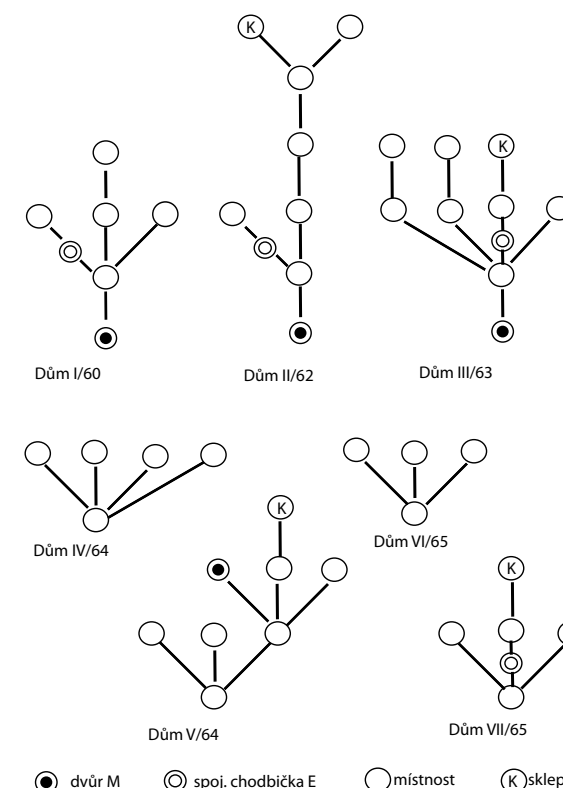 K
K
Dům I/60
Dům II/62
Dům III/63
Dům IV/64
Dům VI/65
K
K
Dům V/64
Dům VII/65
dvůr M
spoj. chodbička E
místnost
K sklep